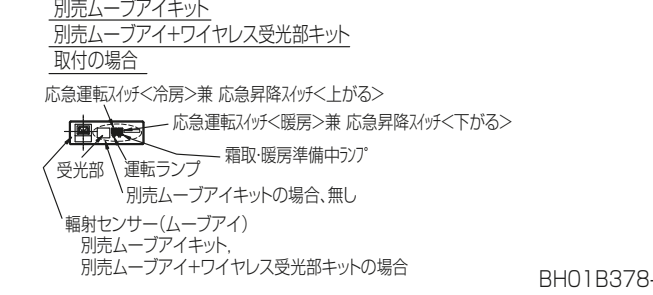 別売ムーブアイキット
別売ムーブアイ+ワイヤレス受光部キット
取付の場合
応急運転スイッチ<冷房>兼 応急昇降スイッチ<上がる>
応急運転スイッチ<暖房>兼 応急昇降スイッチ<下がる>
霜取・暖房準備中ランプ
受光部
運転ランプ
別売ムーブアイキットの場合、無し
輻射センサー(ムーブアイ)
別売ムーブアイキット,
別売ムーブアイ+ワイヤレス受光部キットの場合
BH01B378-